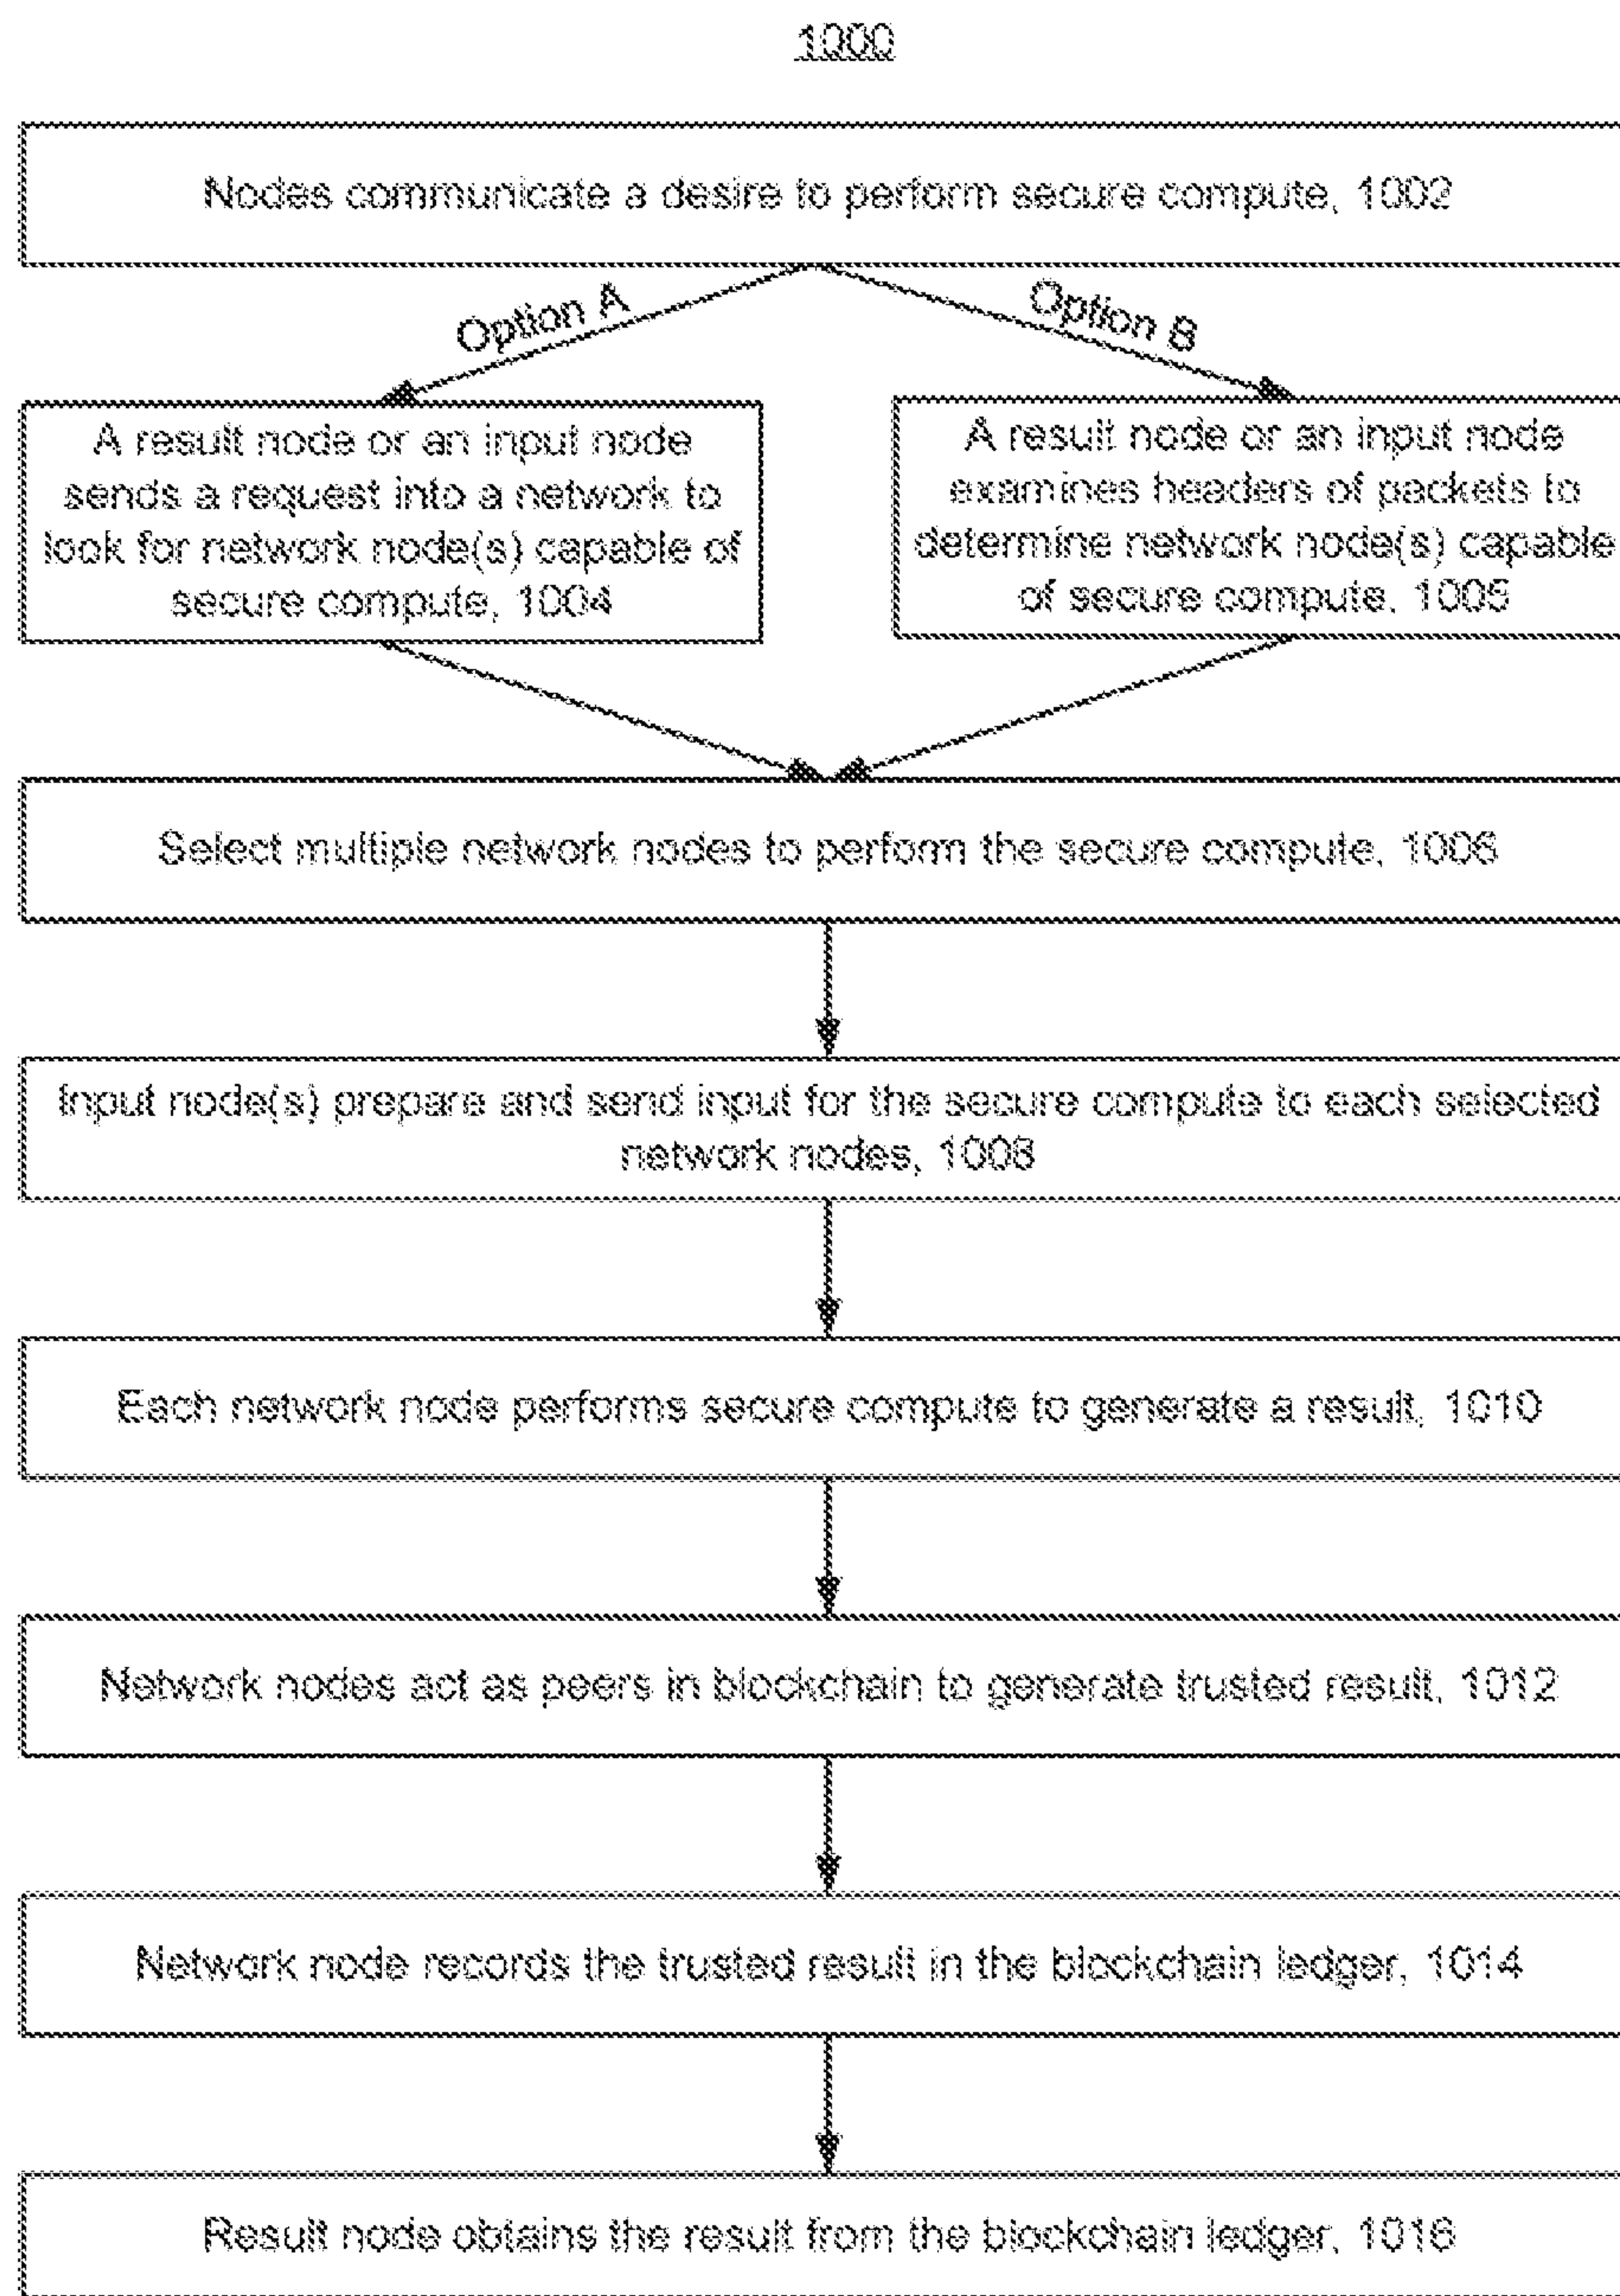 1000
Nodes communicate a desire to perform secure compute, 1002
Option A
Option B
A result node or an input node
sends a request into a network to
look for network node(s) capable of
secure compute, 1004
A result node or an input node
examines headers of packets to
determine network node(s) capable
of secure compute, 1005
Select multiple network nodes to perform the secure compute, 1006
Input node(s) prepare and send input for the secure compute to each selected
network nodes, 1008
Each network node performs secure compute to generate a result, 1010
Network nodes act as peers in blockchain to generate trusted result, 1012
Network node records the trusted result in the blockchain ledger, 1014
Result node obtains the result from the blockchain ledger, 1016